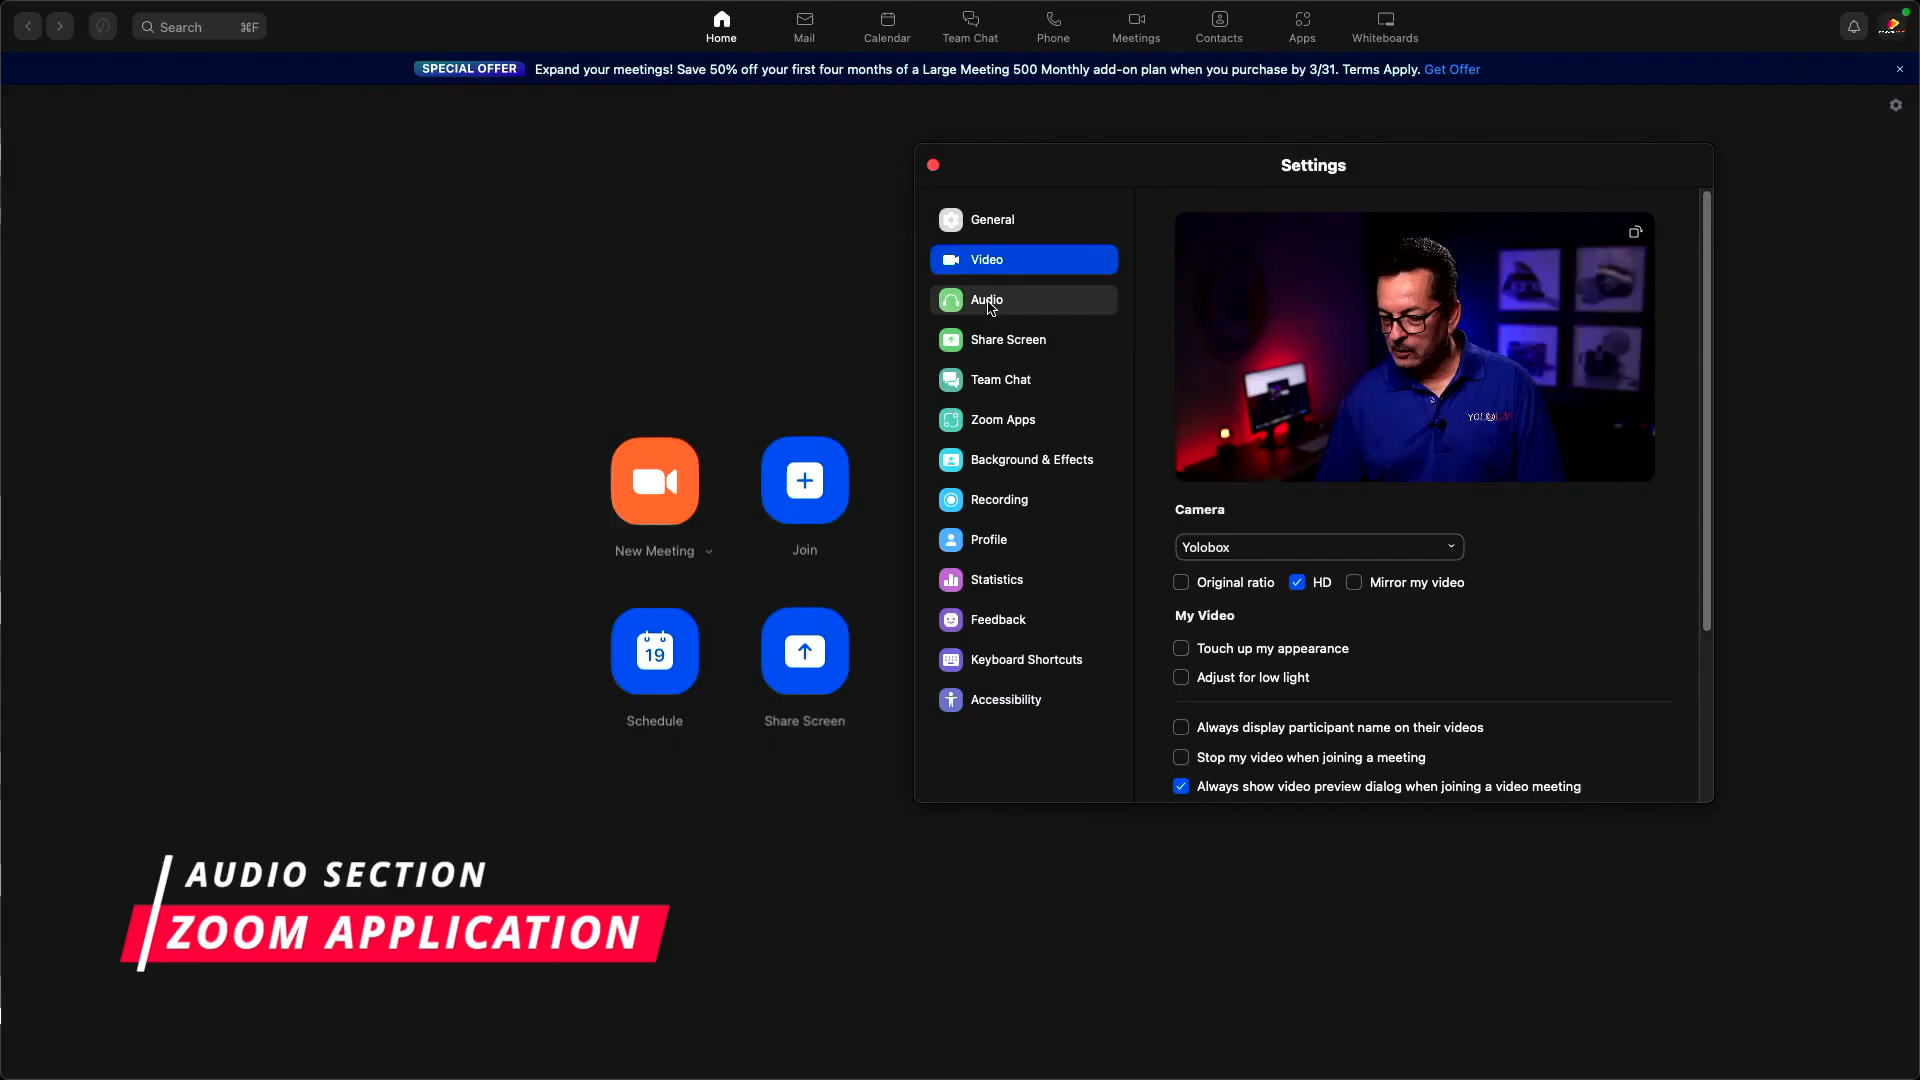 Search ⌘F
Home
Mail
Calendar
Team Chat
Phone
Meetings
Contacts
Apps
Whiteboards
SPECIAL OFFER Expand your meetings! Save 50% off your first four months of a Large Meeting 500 Monthly add-on plan when you purchase by 3/31. Terms Apply. Get Offer
Settings
General
Video
Audio
Share Screen
Team Chat
Zoom Apps
Background & Effects
Recording
Profile
Statistics
Feedback
Keyboard Shortcuts
Accessibility
Camera
Yolobox
Original ratio HD Mirror my video
My Video
Touch up my appearance
Adjust for low light
Always display participant name on their videos
Stop my video when joining a meeting
Always show video preview dialog when joining a video meeting
New Meeting
Join
19
Schedule
Share Screen
AUDIO SECTION
ZOOM APPLICATION